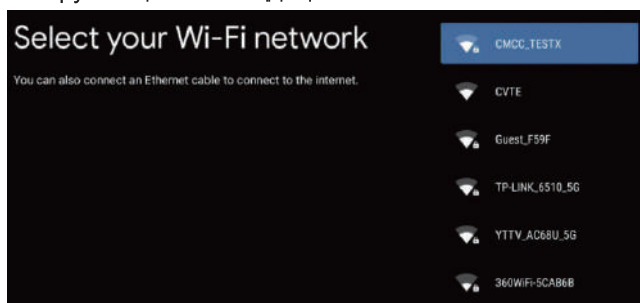 Select your Wi-Fi network
You can also connect an Ethernet cable to connect to the internet.
CMCC_TESTX
CVTE
Guest_F59F
TP-LINK_6510_5G
YTTV_AC68U_5G
360WiFi-5CAB6B